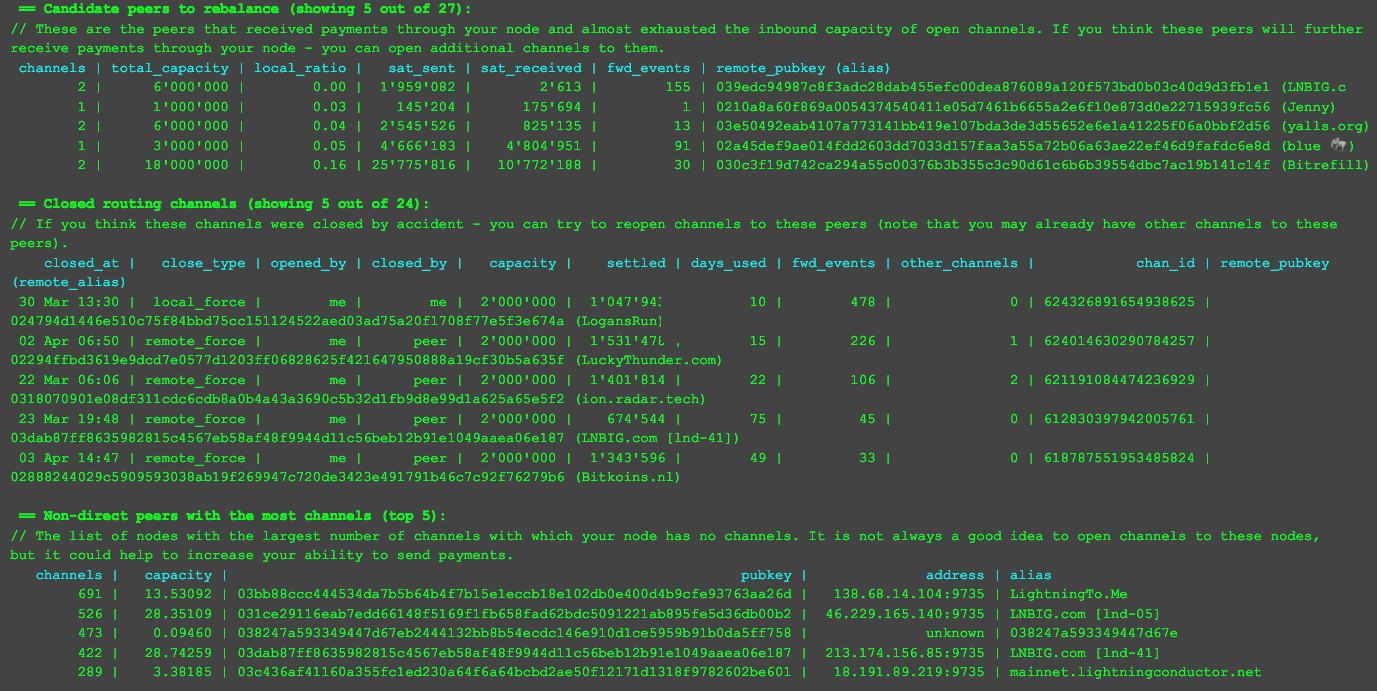 == Candidate peers to rebalance (showing 5 out of 27):
// These are the peers that received payments through your node and almost exhausted the inbound capacity of open channels. If you think these peers will further
receive payments through your node - you can open additional channels to them.
channels | total_capacity | local_ratio | sat_sent | sat_received | fwd_events | remote_pubkey (alias)
2 | 6'000'000 | 0.00 | 1'959'082 | 2'613 | 155 | 039edc94987c8f3adc28dab455efc00dea876089a120f573bd0b03c40d9d3fb1e1 (LNBIG.c
1 | 1'000'000 | 0.03 | 145'204 | 175'694 | 1 | 0210a8a60f869a0054374540411e05d7461b6655a2e6f10e873d0e22715939fc56 (Jenny)
2 | 6'000'000 | 0.04 | 2'545'526 | 825'135 | 13 | 03e50492eab4107a773141bb419e107bda3de3d55652e6e1a41225f06a0bbf2d56 (yalls.org)
1 | 3'000'000 | 0.05 | 4'666'183 | 4'804'951 | 91 | 02a45def9ae014fdd2603dd7033d157faa3a55a72b06a63ae22ef46d9fafdc6e8d (blue 🐪)
2 | 18'000'000 | 0.16 | 25'775'816 | 10'772'188 | 30 | 030c3f19d742ca294a55c00376b3b355c3c90d61c6b6b39554dbc7ac19b141c14f (Bitrefill)
== Closed routing channels (showing 5 out of 24):
// If you think these channels were closed by accident - you can try to reopen channels to these peers (note that you may already have other channels to these
peers).
closed_at | close_type | opened_by | closed_by | capacity | settled | days_used | fwd_events | other_channels | chan_id | remote_pubkey
(remote_alias)
30 Mar 13:30 | local_force | me | me | 2'000'000 | 1'047'943 | 10 | 478 | 0 | 624326891654938625 |
024794d1446e510c75f84bbd75cc151124522aed03ad75a20f1708f77e5f3e674a (LogansRun)
02 Apr 06:50 | remote_force | me | peer | 2'000'000 | 1'531'478 | 15 | 226 | 1 | 624014630290784257 |
02294ffbd3619e9dcd7e0577d1203ff06828625f421647950888a19cf30b5a635f (LuckyThunder.com)
22 Mar 06:06 | remote_force | me | peer | 2'000'000 | 1'401'814 | 22 | 106 | 2 | 621191084474236929 |
0318070901e08df311cdc6cdb8a0b4a43a3690c5b32d1fb9d8e99d1a625a65e5f2 (ion.radar.tech)
23 Mar 19:48 | remote_force | me | peer | 2'000'000 | 674'544 | 75 | 45 | 0 | 612830397942005761 |
03dab87ff8635982815c4567eb58af48f9944d11c56beb12b91e1049aaea06e187 (LNBIG.com [lnd-41])
03 Apr 14:47 | remote_force | me | peer | 2'000'000 | 1'343'596 | 49 | 33 | 0 | 618787551953485824 |
02888244029c5909593038ab19f269947c720de3423e491791b46c7c92f76279b6 (Bitkoins.nl)
== Non-direct peers with the most channels (top 5):
// The list of nodes with the largest number of channels with which your node has no channels. It is not always a good idea to open channels to these nodes,
but it could help to increase your ability to send payments.
channels | capacity | pubkey | address | alias
691 | 13.53092 | 03bb88ccc444534da7b5b64b4f7b15e1eccb18e102db0e400d4b9cfe93763aa26d | 138.68.14.104:9735 | LightningTo.Me
526 | 28.35109 | 031ce29116eab7edd66148f5169f1fb658fad62bdc5091221ab895fe5d36db00b2 | 46.229.165.140:9735 | LNBIG.com [lnd-05]
473 | 0.09460 | 038247a593349447d67eb2444132bb8b54ecdc146e910d1ce5959b91b0da5ff758 | unknown | 038247a593349447d67e
422 | 28.74259 | 03dab87ff8635982815c4567eb58af48f9944d11c56beb12b91e1049aaea06e187 | 213.174.156.85:9735 | LNBIG.com [lnd-41]
289 | 3.38185 | 03c436af41160a355fc1ed230a64f6a64bcbd2ae50f12171d1318f9782602be601 | 18.191.89.219:9735 | mainnet.lightningconductor.net